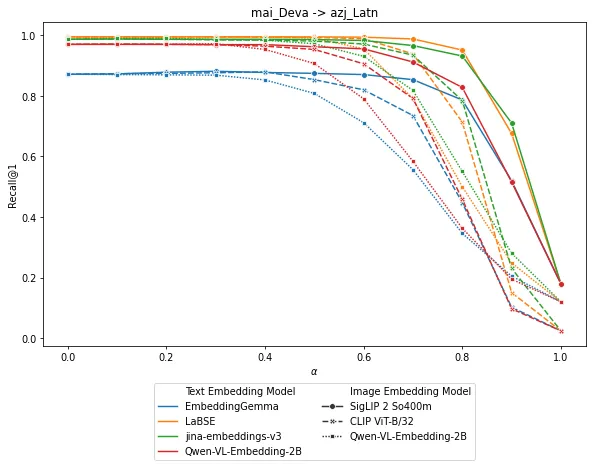 mai_Deva -> azj_Latn
Recall@1
1.0
0.8
0.6
0.4
0.2
0.0
0.0 0.2 0.4 0.6 0.8 1.0
α
Text Embedding Model Image Embedding Model
EmbeddingGemma SigLIP 2 So400m
LaBSE CLIP ViT-B/32
jina-embeddings-v3 Qwen-VL-Embedding-2B
Qwen-VL-Embedding-2B